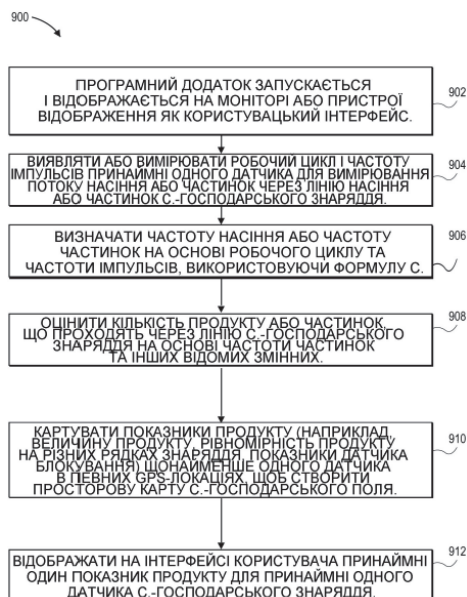 900
ПРОГРАМНИЙ ДОДАТОК ЗАПУСКАЄТЬСЯ
І ВІДОБРАЖАЄТЬСЯ НА МОНІТОРІ АБО ПРИСТРОЇ
ВІДОБРАЖЕННЯ ЯК КОРИСТУВАЦЬКИЙ ІНТЕРФЕЙС.
902
ВИЯВЛЯТИ АБО ВИМІРЮВАТИ РОБОЧИЙ ЦИКЛ І ЧАСТОТУ
ІМПУЛЬСІВ ПРИНАЙМНІ ОДНОГО ДАТЧИКА ДЛЯ ВИМІРЮВАННЯ
ПОТОКУ НАСІННЯ АБО ЧАСТИНОК ЧЕРЕЗ ЛІНІЮ НАСІННЯ
АБО ЧАСТИНОК С.-ГОСПОДАРСЬКОГО ЗНАРЯДДЯ.
904
ВИЗНАЧАТИ ЧАСТОТУ НАСІННЯ АБО ЧАСТОТУ
ЧАСТИНОК НА ОСНОВІ РОБОЧОГО ЦИКЛУ ТА
ЧАСТОТИ ІМПУЛЬСІВ, ВИКОРИСТОВУЮЧИ ФОРМУЛУ С.
906
ОЦІНИТИ КІЛЬКІСТЬ ПРОДУКТУ АБО ЧАСТИНОК,
ЩО ПРОХОДЯТЬ ЧЕРЕЗ ЛІНІЮ С.-ГОСПОДАРСЬКОГО
ЗНАРЯДДЯ НА ОСНОВІ ЧАСТОТИ ЧАСТИНОК
ТА ІНШИХ ВІДОМИХ ЗМІННИХ.
908
КАРТУВАТИ ПОКАЗНИКИ ПРОДУКТУ (НАПРИКЛАД,
ВЕЛИЧИНУ ПРОДУКТУ, РІВНОМІРНІСТЬ ПРОДУКТУ
НА РІЗНИХ РЯДКАХ ЗНАРЯДДЯ, ПОКАЗНИКИ ДАТЧИКА
БЛОКУВАННЯ) ЩОНАЙМЕНШЕ ОДНОГО ДАТЧИКА
В ПЕВНИХ GPS-ЛОКАЦІЯХ, ЩОБ СТВОРИТИ
ПРОСТОРОВУ КАРТУ С.-ГОСПОДАРСЬКОГО ПОЛЯ.
910
ВІДОБРАЖАТИ НА ІНТЕРФЕЙСІ КОРИСТУВАЧА ПРИНАЙМНІ
ОДИН ПОКАЗНИК ПРОДУКТУ ДЛЯ ПРИНАЙМНІ ОДНОГО
ДАТЧИКА С.-ГОСПОДАРСЬКОГО ЗНАРЯДДЯ.
912